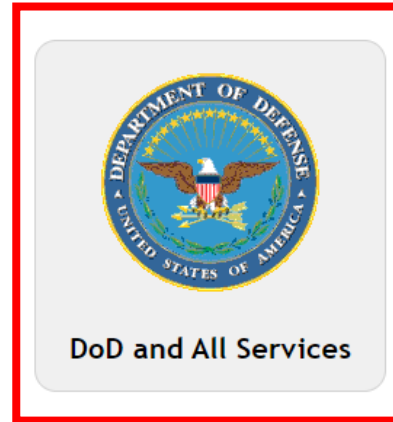 DEPARTMENT OF DEFENSE
UNITED STATES OF AMERICA
DoD and All Services